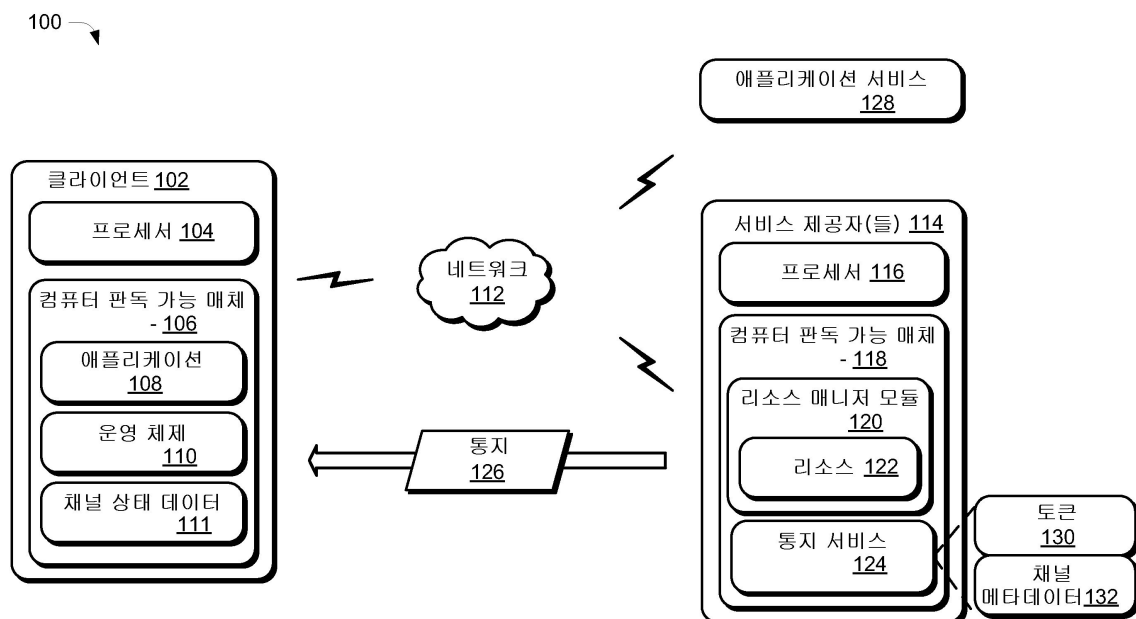 100
애플리케이션 서비스
128
클라이언트 102
프로세서 104
컴퓨터 판독 가능 매체
- 106
애플리케이션
108
운영 체제
110
채널 상태 데이터
111
네트워크
112
통지
126
서비스 제공자(들) 114
프로세서 116
컴퓨터 판독 가능 매체
- 118
리소스 매니저 모듈
120
리소스 122
통지 서비스
124
토큰
130
채널
메타데이터132